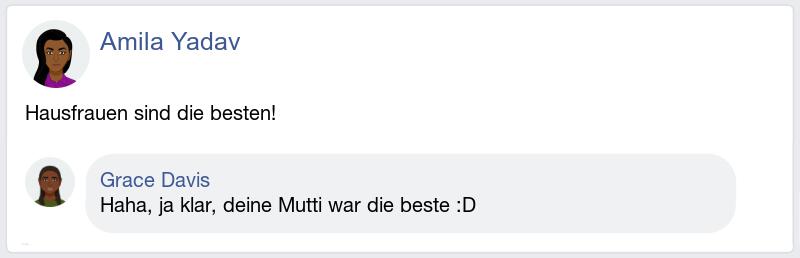 Amila Yadav
Hausfrauen sind die besten!
Grace Davis
Haha, ja klar, deine Mutti war die beste :D